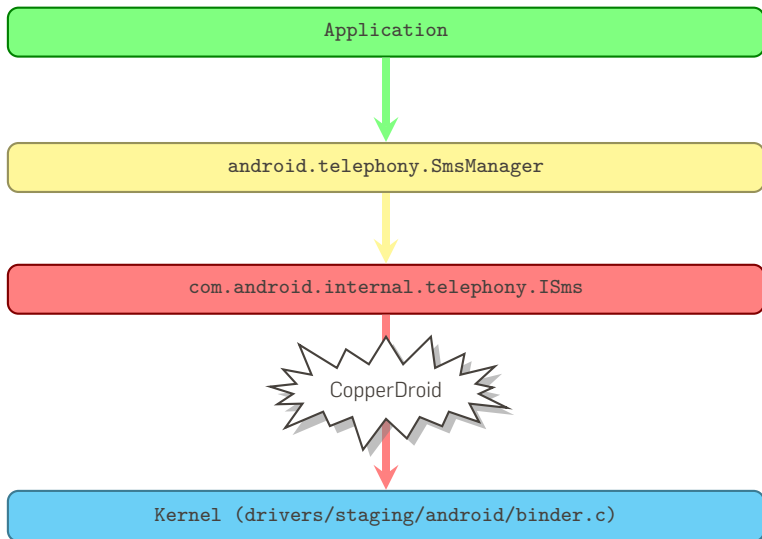 Application
android.telephony.SmsManager
com.android.internal.telephony.ISms
CopperDroid
Kernel (drivers/staging/android/binder.c)